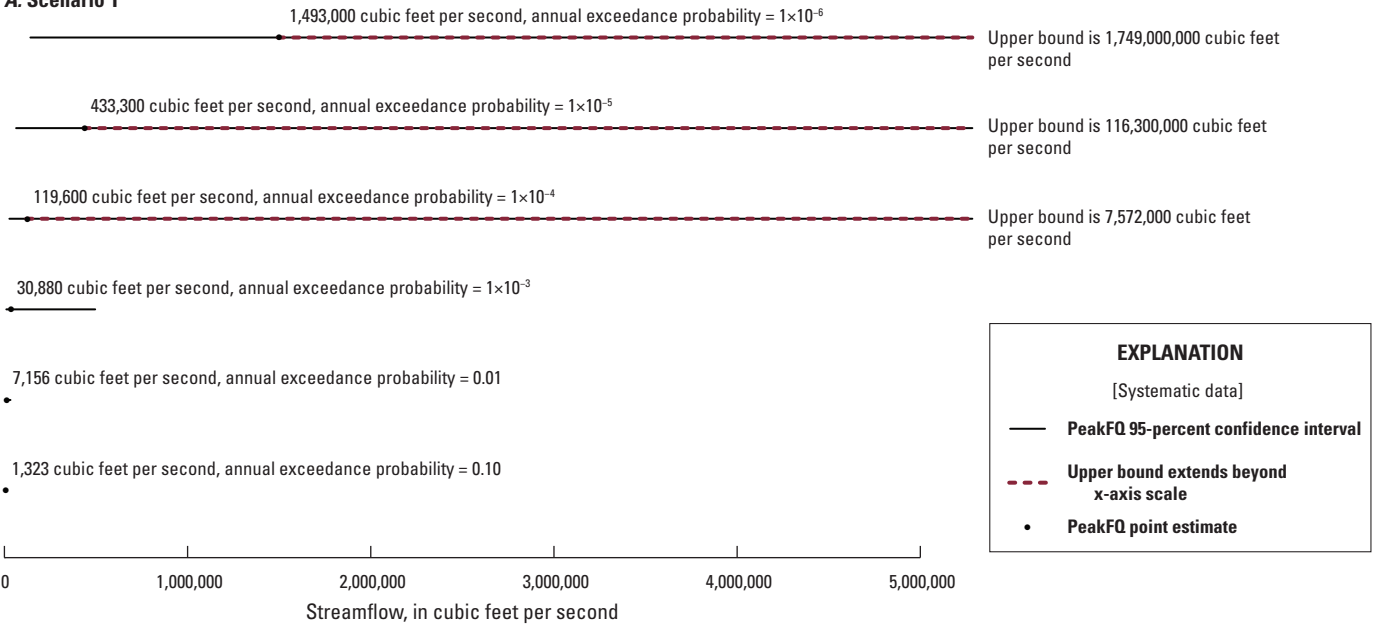 A. Scenario 1
1,493,000 cubic feet per second, annual exceedance probability = 1×10⁻⁶
Upper bound is 1,749,000,000 cubic feet
per second
433,300 cubic feet per second, annual exceedance probability = 1×10⁻⁵
Upper bound is 116,300,000 cubic feet
per second
119,600 cubic feet per second, annual exceedance probability = 1×10⁻⁴
Upper bound is 7,572,000 cubic feet
per second
30,880 cubic feet per second, annual exceedance probability = 1×10⁻³
7,156 cubic feet per second, annual exceedance probability = 0.01
1,323 cubic feet per second, annual exceedance probability = 0.10
EXPLANATION
[Systematic data]
PeakFQ 95-percent confidence interval
Upper bound extends beyond
x-axis scale
PeakFQ point estimate
0 1,000,000 2,000,000 3,000,000 4,000,000 5,000,000
Streamflow, in cubic feet per second